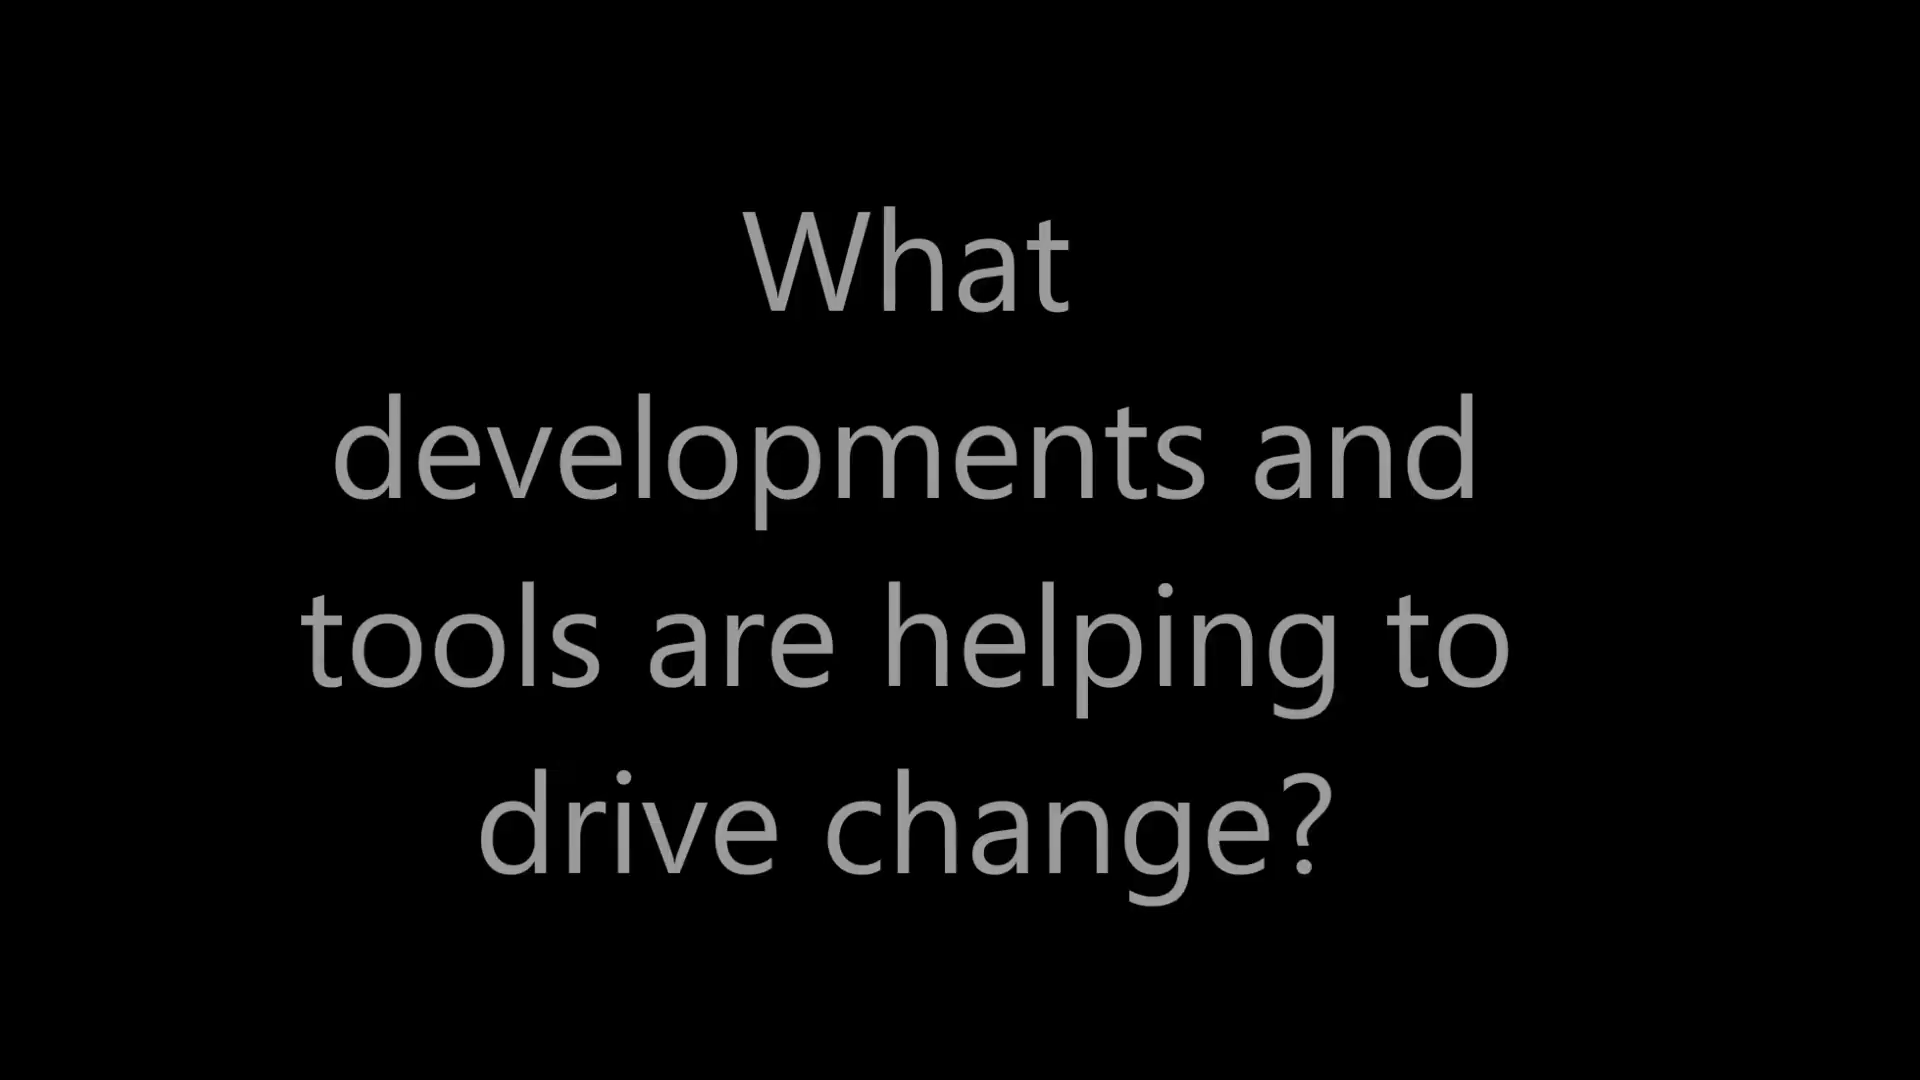 What
developments and
tools are helping to
drive change?